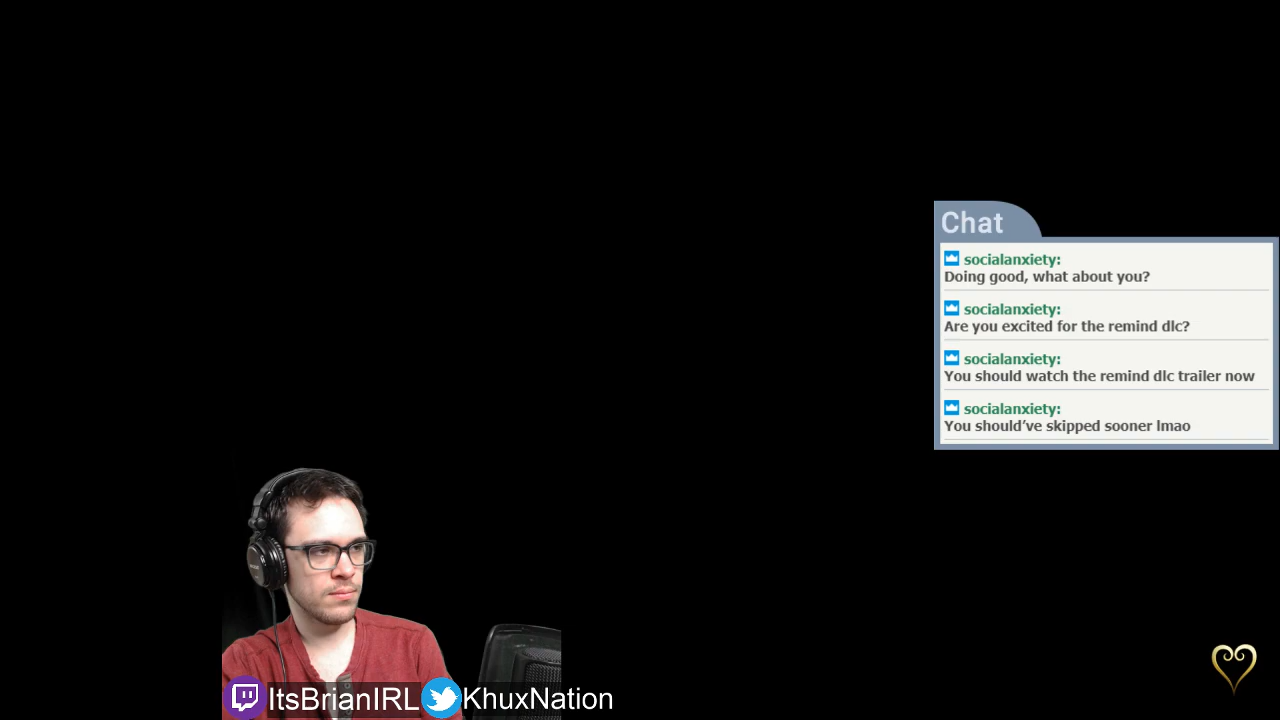 Chat
socialanxiety:
Doing good, what about you?
socialanxiety:
Are you excited for the remind dlc?
socialanxiety:
You should watch the remind dlc trailer now
socialanxiety:
You should've skipped sooner lmao
ItsBrianIRL KhuxNation